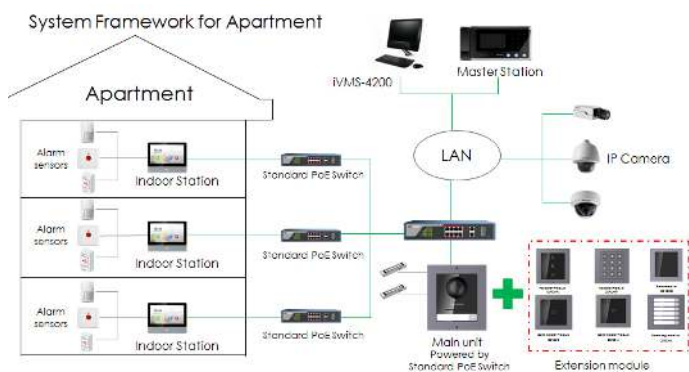 System Framework for Apartment
iVMS-4200
Master Station
Apartment
LAN
IP Camera
Alarm
sensors
Indoor Station
Standard PoE Switch
Alarm
sensors
Indoor Station
Standard PoE Switch
Alarm
sensors
Indoor Station
Standard PoE Switch
Main unit
Powered by
Standard PoE Switch
Extension module